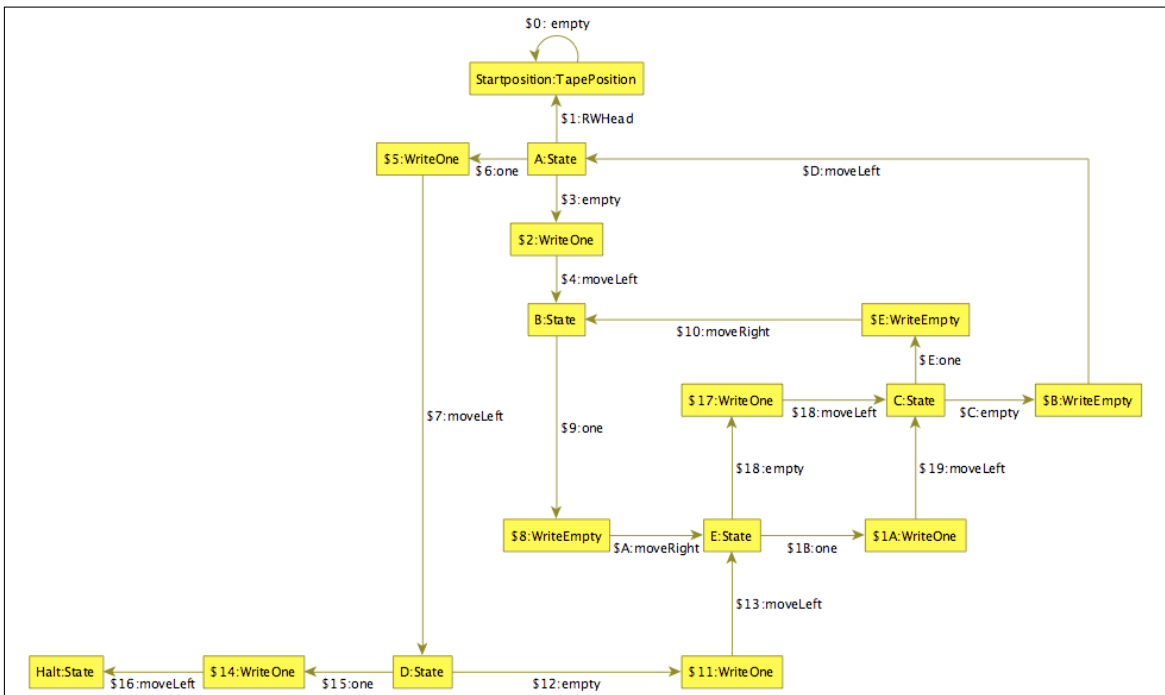 $0: empty
Startposition:TapePosition
$1:RWHead
$5:WriteOne
$6:one
A:State
$D:moveLeft
$3:empty
$2:WriteOne
$4:moveLeft
B:State
$10:moveRight
$E:WriteEmpty
$E:one
$7:moveLeft
$9:one
$17:WriteOne
$18:moveLeft
C:State
$C:empty
$B:WriteEmpty
$18:empty
$19:moveLeft
$8:WriteEmpty
$A:moveRight
E:State
$1B:one
$1A:WriteOne
$13:moveLeft
Halt:State
$16:moveLeft
$14:WriteOne
$15:one
D:State
$12:empty
$11:WriteOne